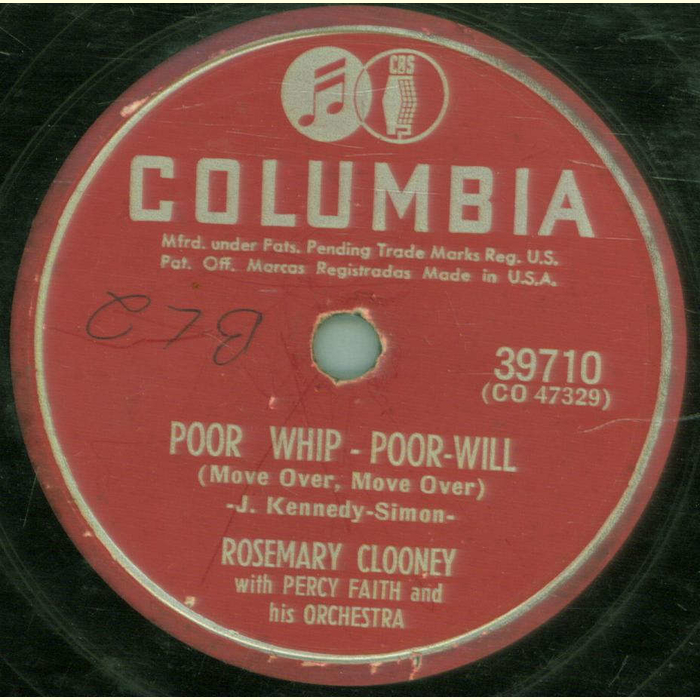 CBS
COLUMBIA
Mfrd. under Pats. Pending Trade Marks Reg. U.S.
Pat. Off. Marcas Registradas Made in U.S.A.
39710
(CO 47329)
POOR WHIP - POOR-WILL
(Move Over, Move Over)
-J. Kennedy-Simon-
ROSEMARY CLOONEY
with PERCY FAITH and
his ORCHESTRA